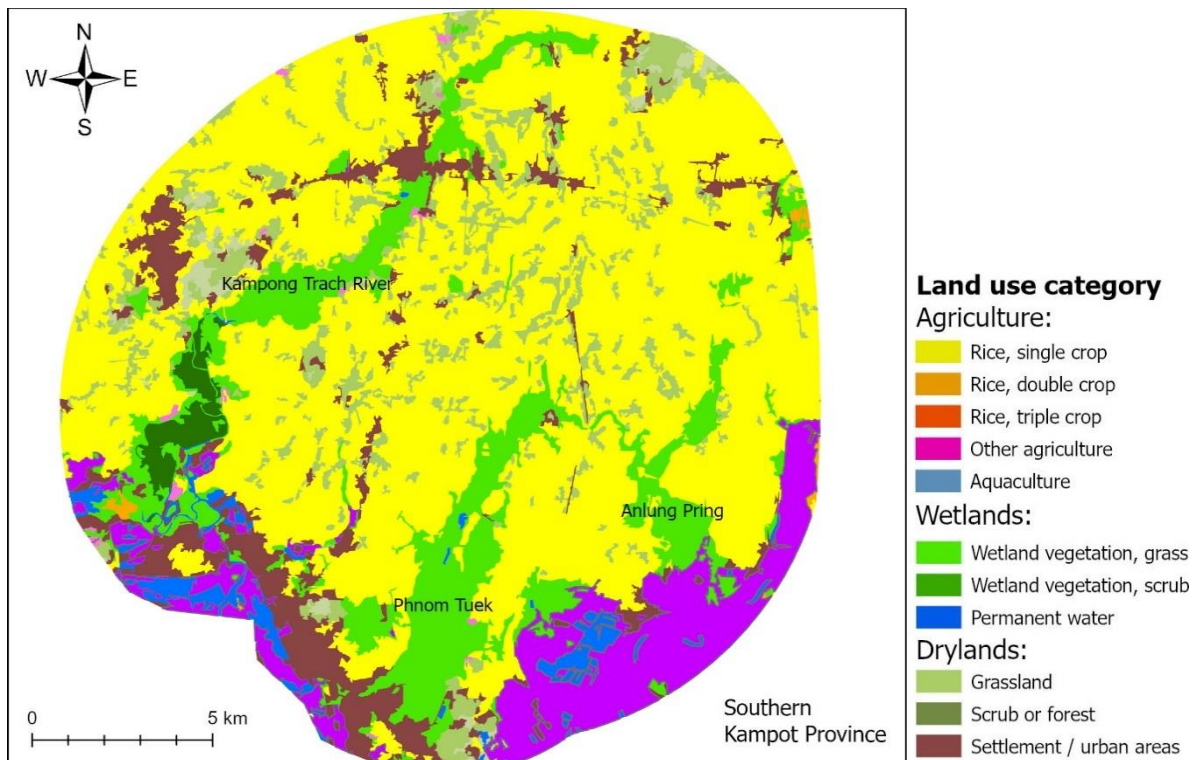 N
W E
S
Kampong Trach River
Anlung Pring
Phnom Tuek
0 5 km
Southern
Kampot Province
Land use category
Agriculture:
Rice, single crop
Rice, double crop
Rice, triple crop
Other agriculture
Aquaculture
Wetlands:
Wetland vegetation, grass
Wetland vegetation, scrub
Permanent water
Drylands:
Grassland
Scrub or forest
Settlement / urban areas